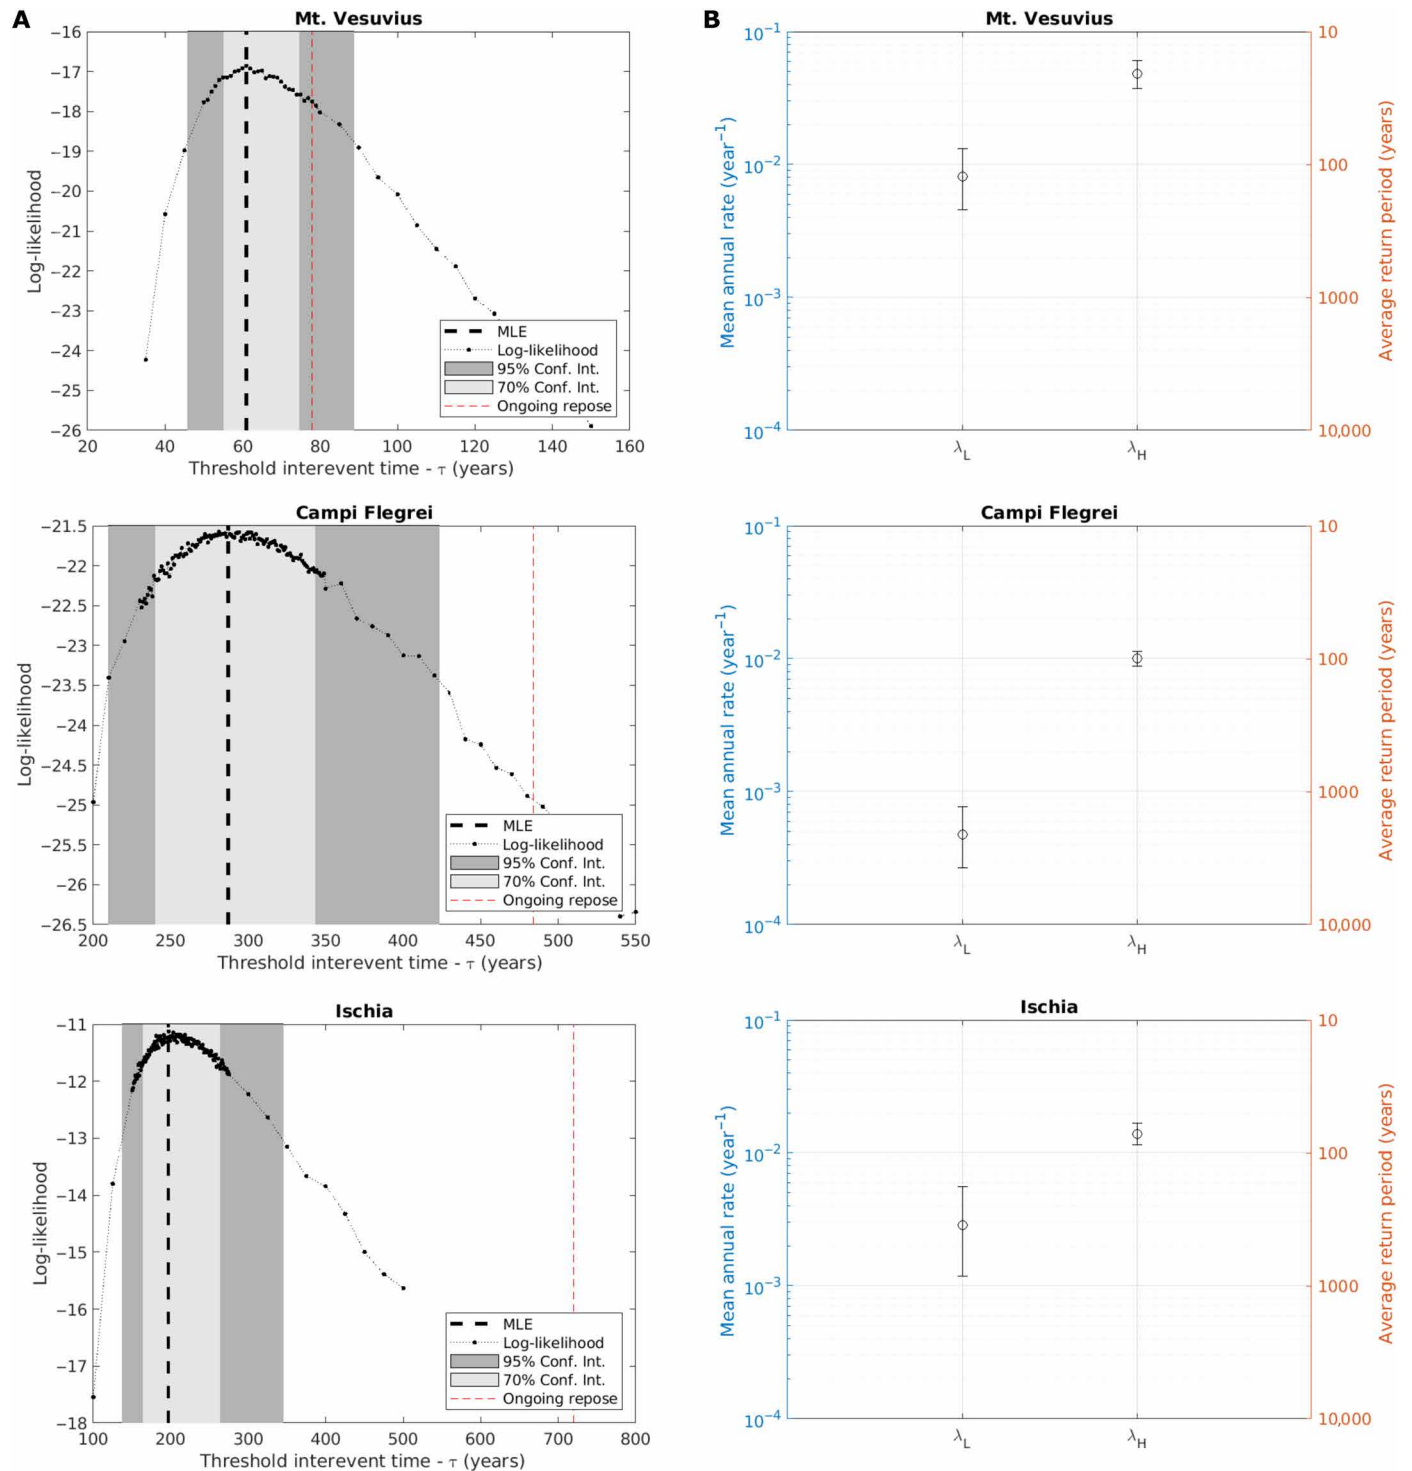 A
Mt. Vesuvius
−16
−17
−18
−19
−20
−21
−22
−23
−24
−25
−26
Log-likelihood
MLE
Log-likelihood
95% Conf. Int.
70% Conf. Int.
Ongoing repose
20 40 60 80 100 120 140 160
Threshold interevent time - τ (years)
B
Mt. Vesuvius
10−1
10−2
10−3
10−4
Mean annual rate (year−1)
10
100
1000
10,000
Average return period (years)
λL λH
Campi Flegrei
−21.5
−22
−22.5
−23
−23.5
−24
−24.5
−25
−25.5
−26
−26.5
Log-likelihood
MLE
Log-likelihood
95% Conf. Int.
70% Conf. Int.
Ongoing repose
200 250 300 350 400 450 500 550
Threshold interevent time - τ (years)
Campi Flegrei
10−1
10−2
10−3
10−4
Mean annual rate (year−1)
10
100
1000
10,000
Average return period (years)
λL λH
Ischia
−11
−12
−13
−14
−15
−16
−17
−18
Log-likelihood
MLE
Log-likelihood
95% Conf. Int.
70% Conf. Int.
Ongoing repose
100 200 300 400 500 600 700 800
Threshold interevent time - τ (years)
Ischia
10−1
10−2
10−3
10−4
Mean annual rate (year−1)
10
100
1000
10,000
Average return period (years)
λL λH